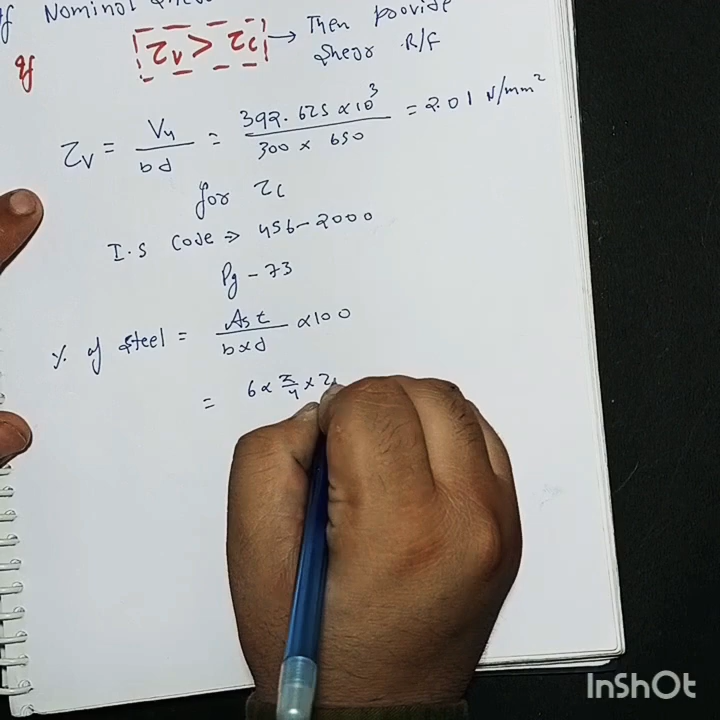 If Nominal
If τv > τc → Then provide
Shear R/F
τv = Vu / bd = 392.625 × 10³ / 300 × 650 = 2.01 N/mm²
for τc
I.S Code ⇒ 456-2000
Pg - 73
% of steel = Ast / b×d × 100
= 6 × π/4 × 2
InShOt